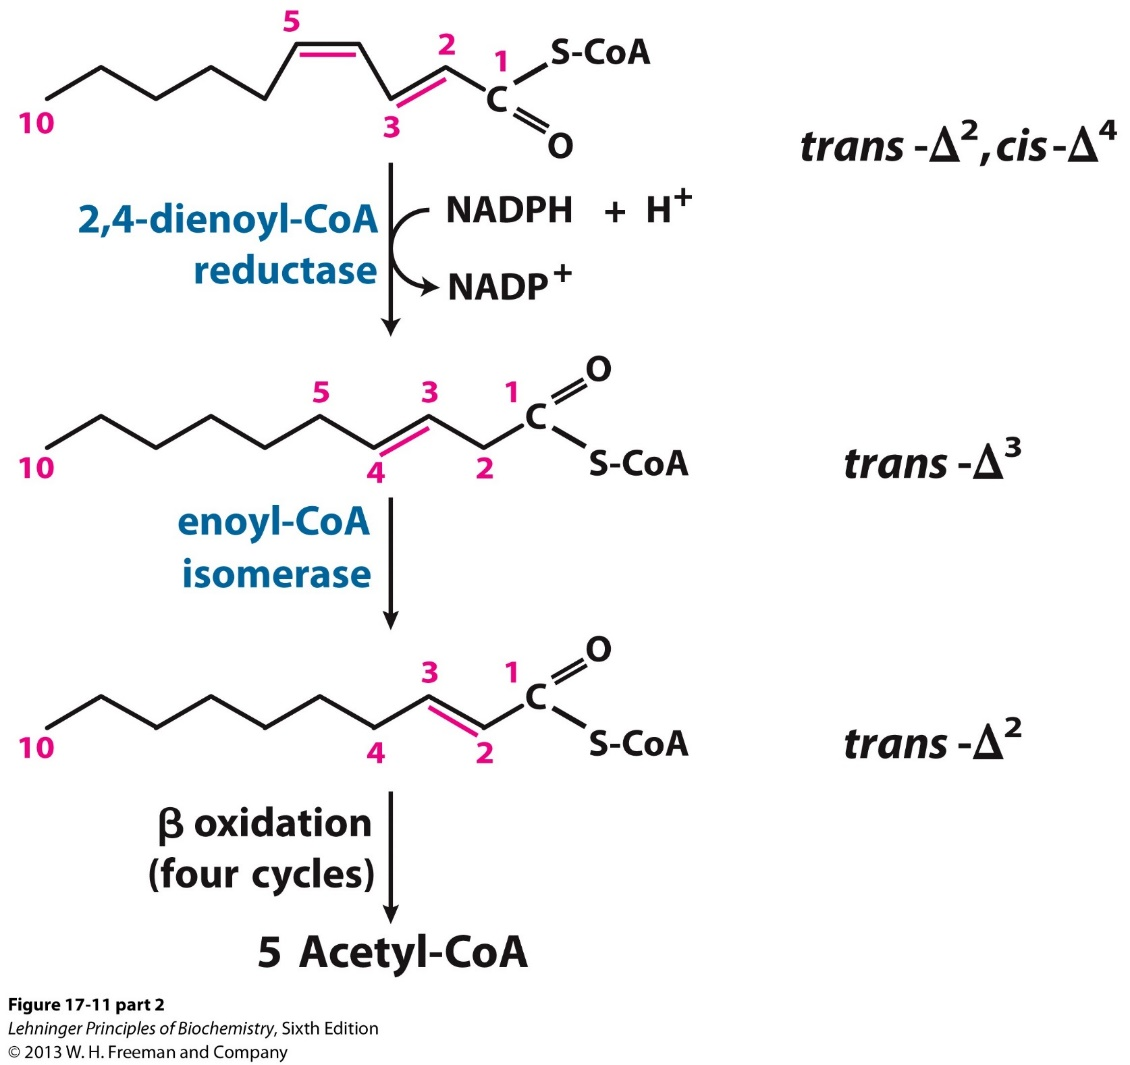 5
2
1
S-CoA
C
10
3
O
trans -Δ², cis-Δ⁴
2,4-dienoyl-CoA
reductase
NADPH + H⁺
NADP⁺
O
5
3
1
C
10
4
2
S-CoA
trans -Δ³
enoyl-CoA
isomerase
O
3
1
C
10
4
2
S-CoA
trans -Δ²
β oxidation
(four cycles)
5 Acetyl-CoA
Figure 17-11 part 2
Lehninger Principles of Biochemistry, Sixth Edition
© 2013 W. H. Freeman and Company